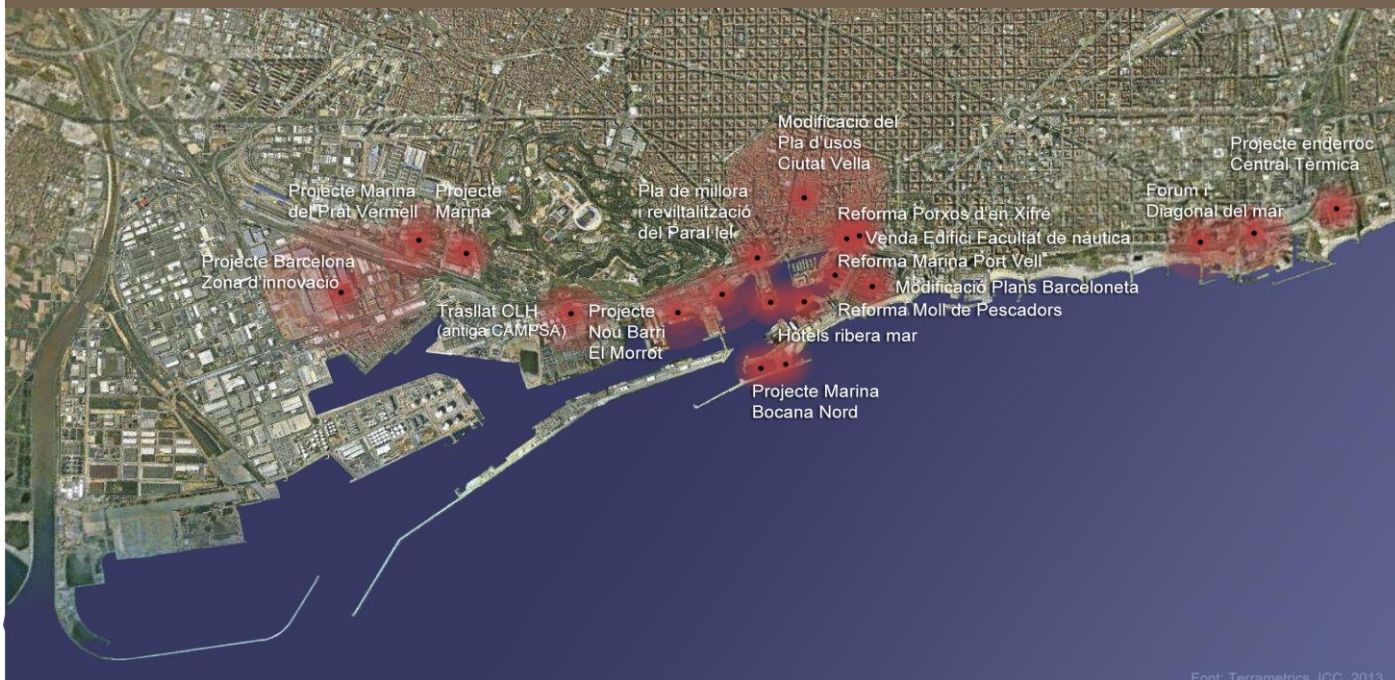 Modificació del
Pla d'usos
Ciutat Vella
Projecte enderroc
Central Tèrmica
Projecte Marina
del Prat Vermell
Projecte
Marina
Pla de millora
i reviltalització
del Paral·lel
Forum i
Diagonal del mar
Reforma Porxos d'en Xifré
Venda Edifici Facultat de nàutica
Reforma Marina Port Vell
Projecte Barcelona
Zona d'innovació
Modificació Plans Barceloneta
Trasllat CLH
(antiga CAMPSA)
Projecte
Nou Barri
El Morrot
Reforma Moll de Pescadors
Hotels ribera mar
Projecte Marina
Bocana Nord
Font: Terrametrics, ICC, 2013